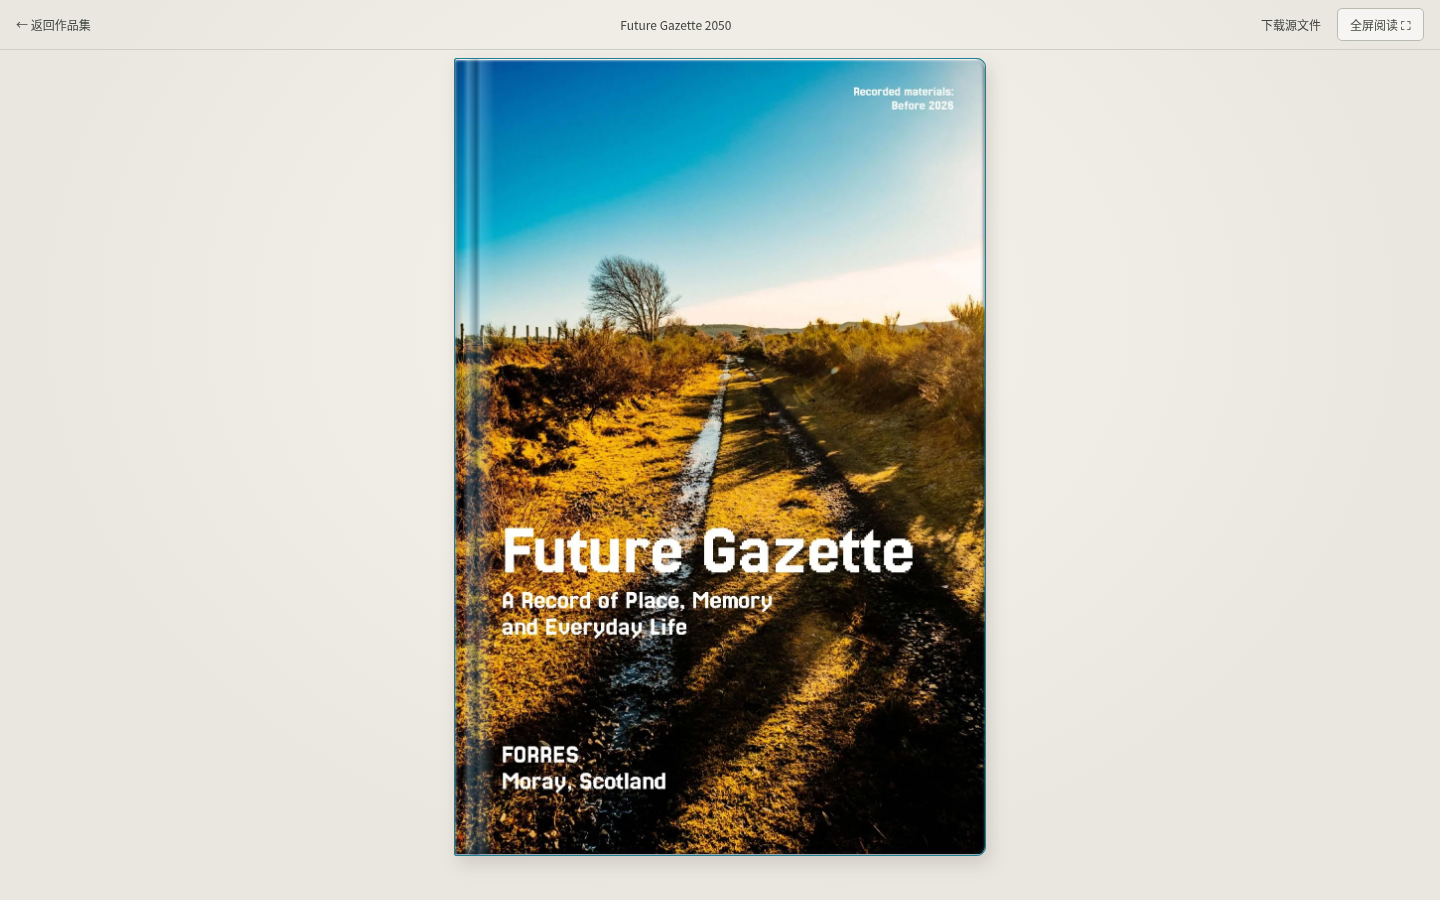 ← 返回作品集
Future Gazette 2050
下载源文件
全屏阅读
Recorded materials:
Before 2026
Future Gazette
A Record of Place, Memory
and Everyday Life
FORRES
Moray, Scotland